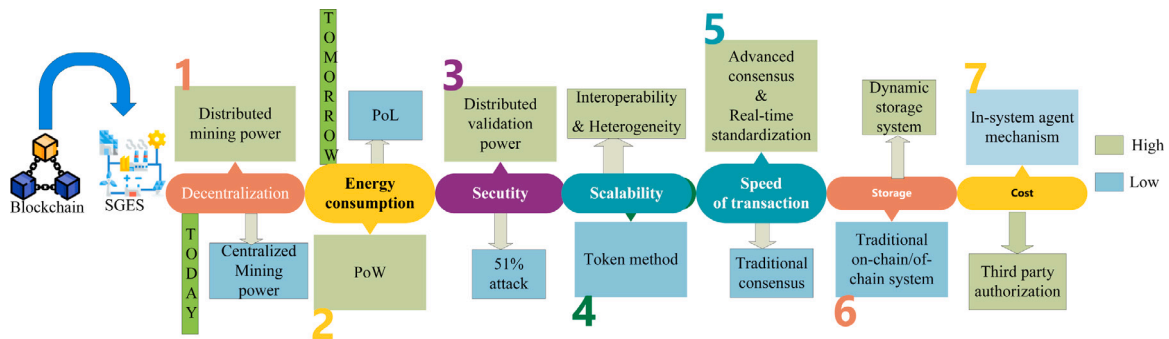 Blockchain
SGES
1
Distributed
mining power
Decentralization
TODAY
Centralized
Mining
power
TOMORROW
PoL
Energy
consumption
PoW
2
3
Distributed
validation
power
Secutity
51%
attack
Interoperability
& Heterogeneity
Scalability
Token method
4
5
Advanced
consensus
&
Real-time
standardization
Speed
of transaction
Traditional
consensus
Dynamic
storage
system
Storage
Traditional
on-chain/of-
chain system
6
7
In-system agent
mechanism
Cost
Third party
authorization
High
Low